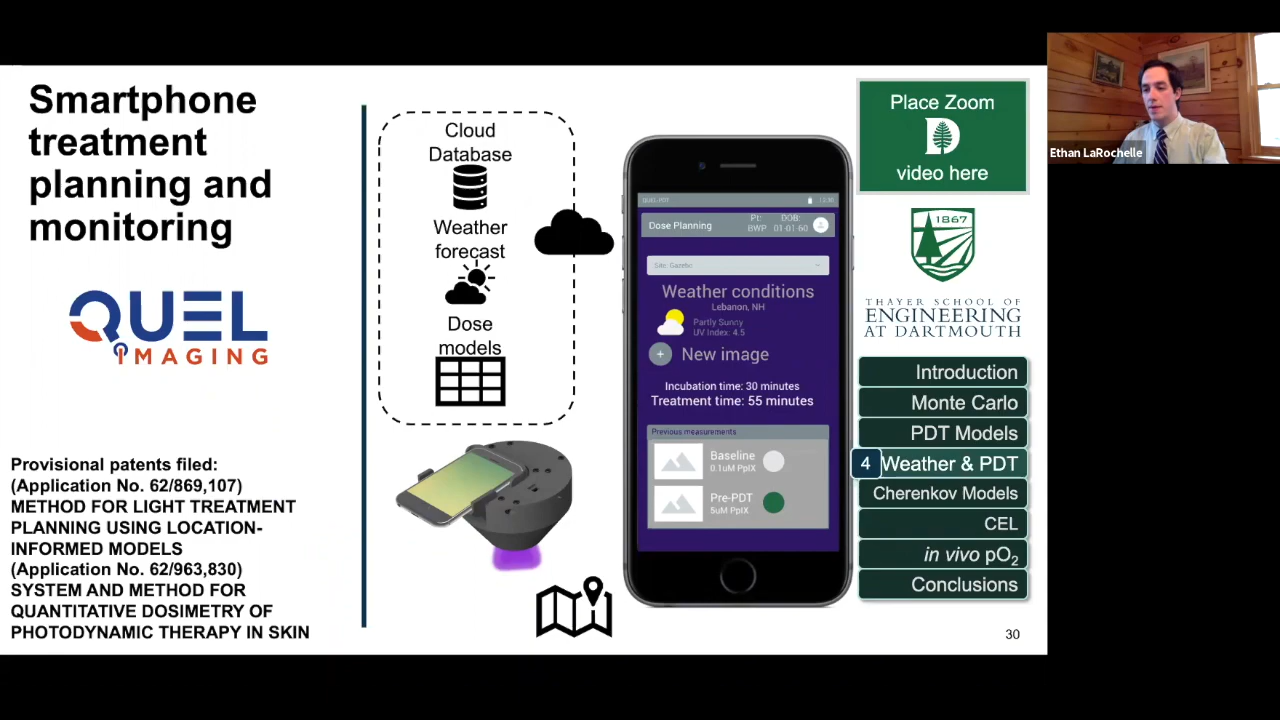 Smartphone
treatment
planning and
monitoring
QUEL
IMAGING
Provisional patents filed:
(Application No. 62/869,107)
METHOD FOR LIGHT TREATMENT
PLANNING USING LOCATION-
INFORMED MODELS
(Application No. 62/963,830)
SYSTEM AND METHOD FOR
QUANTITATIVE DOSIMETRY OF
PHOTODYNAMIC THERAPY IN SKIN
Cloud
Database
Weather
forecast
Dose
models
Dose Planning
Pt:
BWP
DOB:
01-01-60
Site: Gazebo
Weather conditions
Lebanon, NH
Partly Sunny
UV Index: 4.5
+
New image
Incubation time: 30 minutes
Treatment time: 55 minutes
Previous measurements
Baseline
0.1uM PpIX
Pre-PDT
5uM PpIX
Place Zoom
D
video here
1867
THAYER SCHOOL OF
ENGINEERING
AT DARTMOUTH
Introduction
Monte Carlo
PDT Models
4 Weather & PDT
Cherenkov Models
CEL
in vivo pO₂
Conclusions
30
Ethan LaRochelle